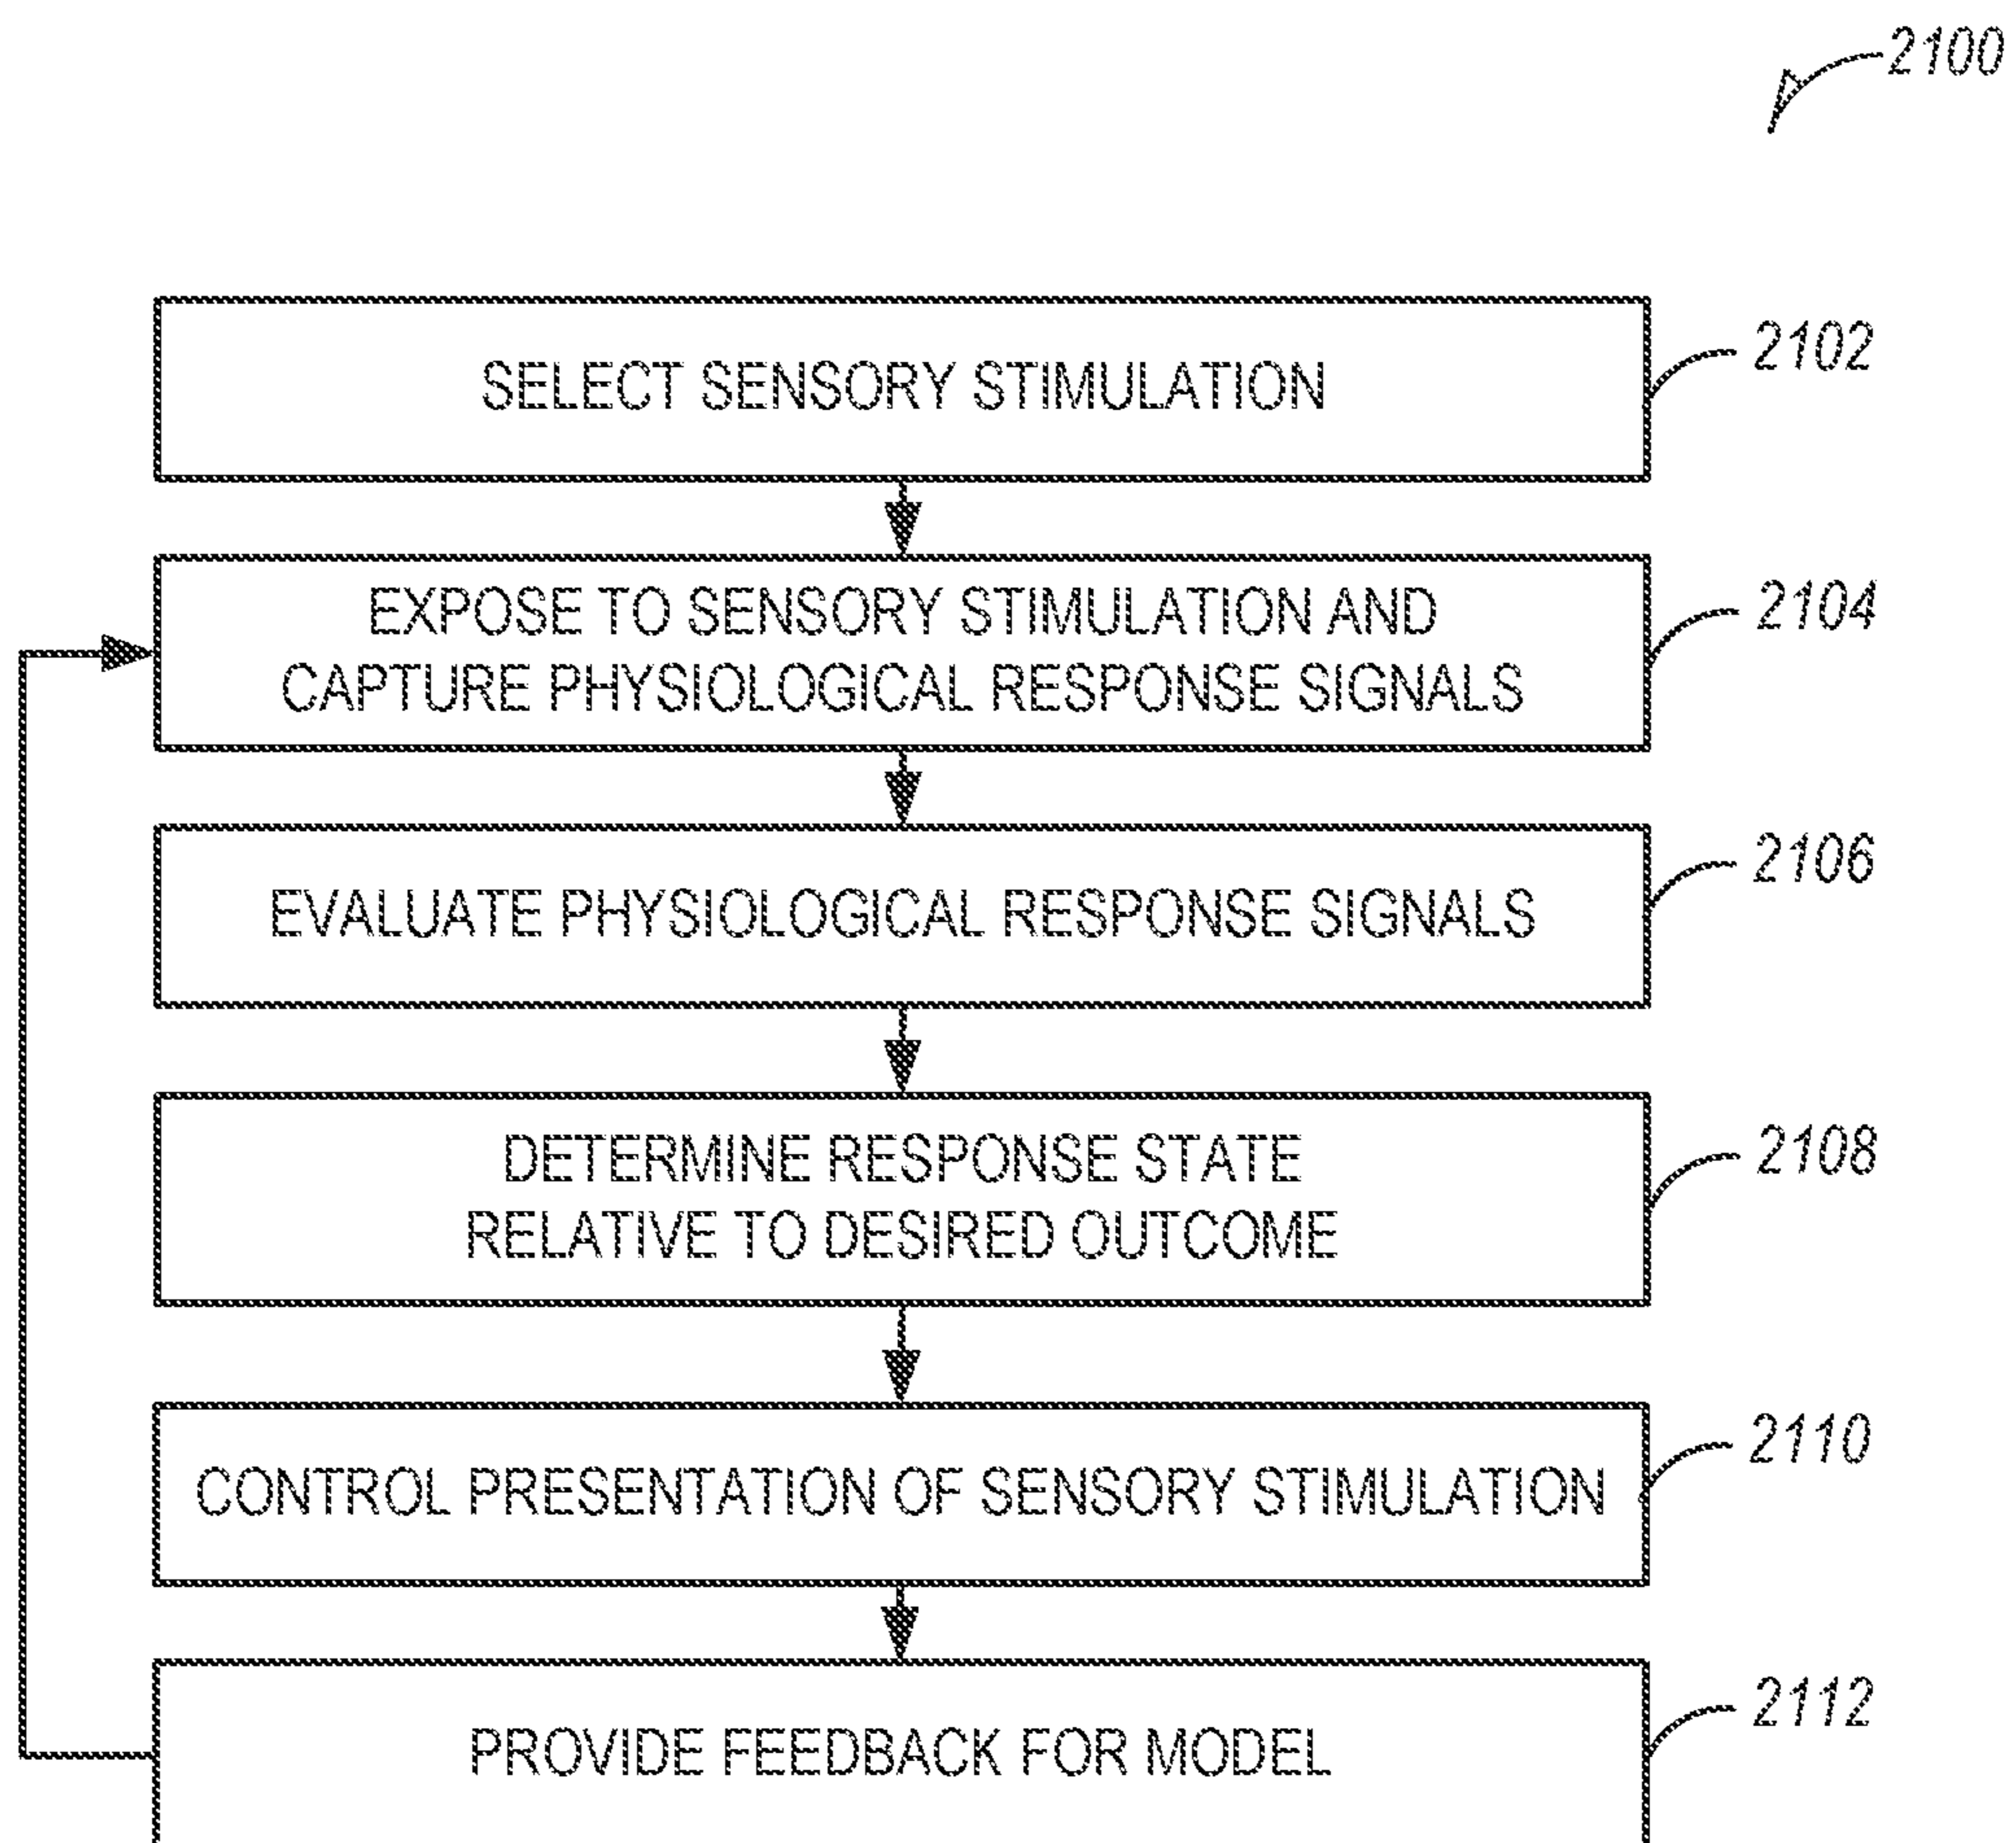 2100
SELECT SENSORY STIMULATION
2102
EXPOSE TO SENSORY STIMULATION AND
CAPTURE PHYSIOLOGICAL RESPONSE SIGNALS
2104
EVALUATE PHYSIOLOGICAL RESPONSE SIGNALS
2106
DETERMINE RESPONSE STATE
RELATIVE TO DESIRED OUTCOME
2108
CONTROL PRESENTATION OF SENSORY STIMULATION
2110
PROVIDE FEEDBACK FOR MODEL
2112